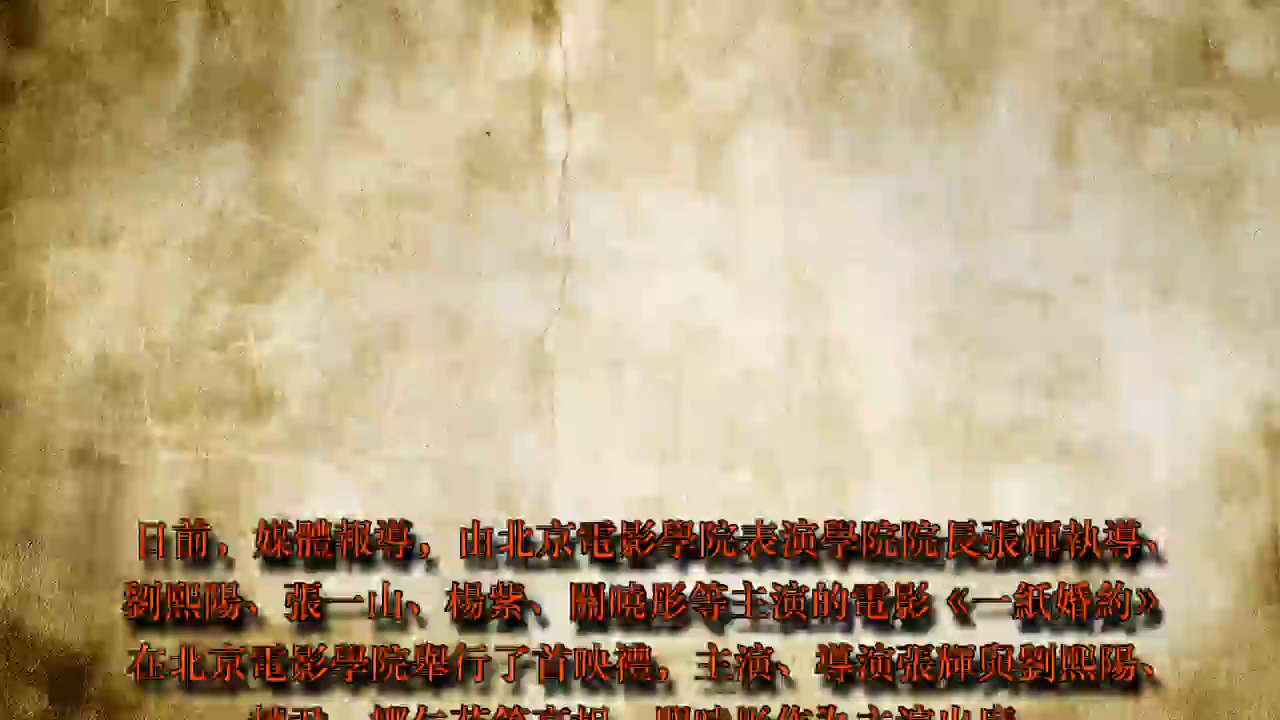 日前，媒體報導，由北京電影學院表演學院院長張輝執導、
劉熙陽、張一山、楊紫、關曉彤等主演的電影《一紙婚約》
在北京電影學院舉行了首映禮，主演、導演張輝與劉熙陽、